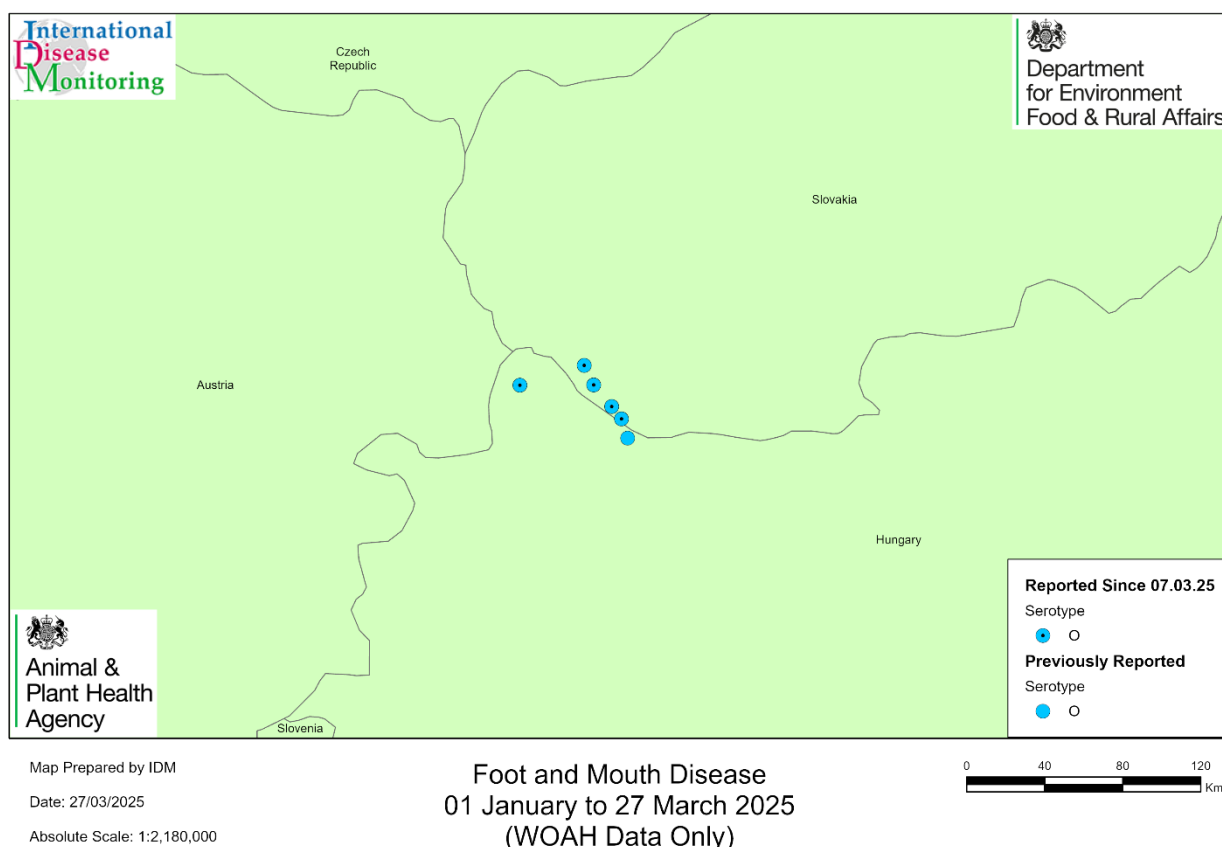 International
Disease
Monitoring
Department
for Environment
Food & Rural Affairs
Czech
Republic
Slovakia
Austria
Hungary
Slovenia
Animal &
Plant Health
Agency
Reported Since 07.03.25
Serotype
O
Previously Reported
Serotype
O
Map Prepared by IDM
Date: 27/03/2025
Absolute Scale: 1:2,180,000
Foot and Mouth Disease
01 January to 27 March 2025
(WOAH Data Only)
0 40 80 120
Km